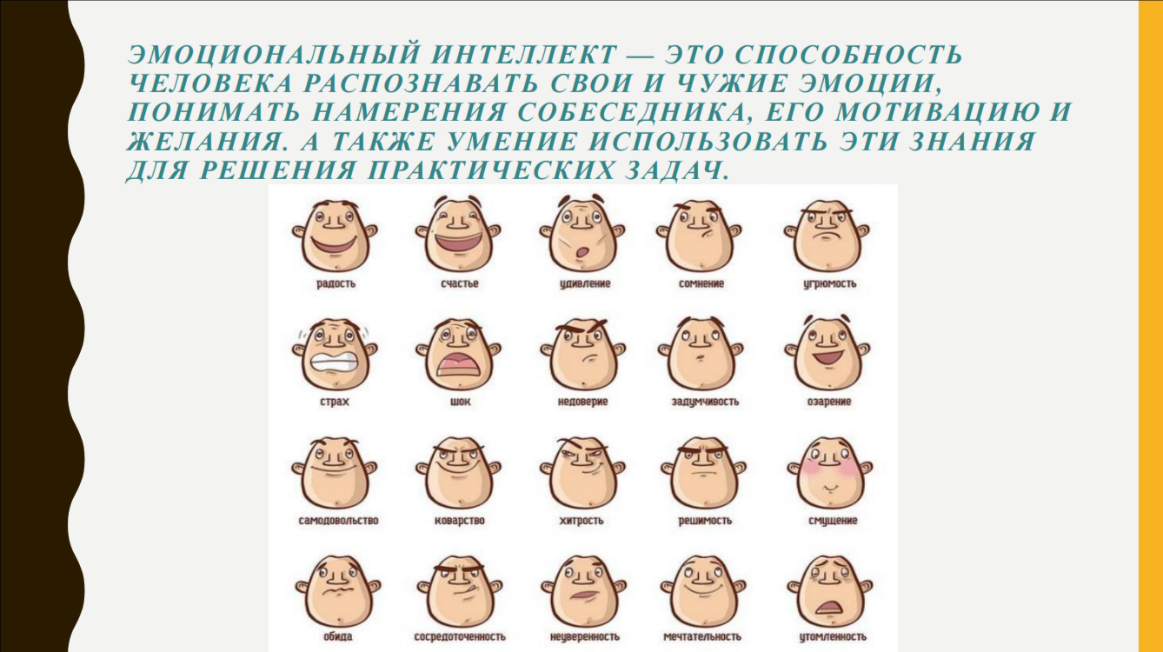 ЭМОЦИОНАЛЬНЫЙ ИНТЕЛЛЕКТ — ЭТО СПОСОБНОСТЬ
ЧЕЛОВЕКА РАСПОЗНАВАТЬ СВОИ И ЧУЖИЕ ЭМОЦИИ,
ПОНИМАТЬ НАМЕРЕНИЯ СОБЕСЕДНИКА, ЕГО МОТИВАЦИЮ И
ЖЕЛАНИЯ. А ТАКЖЕ УМЕНИЕ ИСПОЛЬЗОВАТЬ ЭТИ ЗНАНИЯ
ДЛЯ РЕШЕНИЯ ПРАКТИЧЕСКИХ ЗАДАЧ.
радость счастье удивление сомнение угрюмость
страх шок недоверие задумчивость озарение
самодовольство коварство хитрость решимость смущение
обида сосредоточенность неуверенность мечтательность утомленность